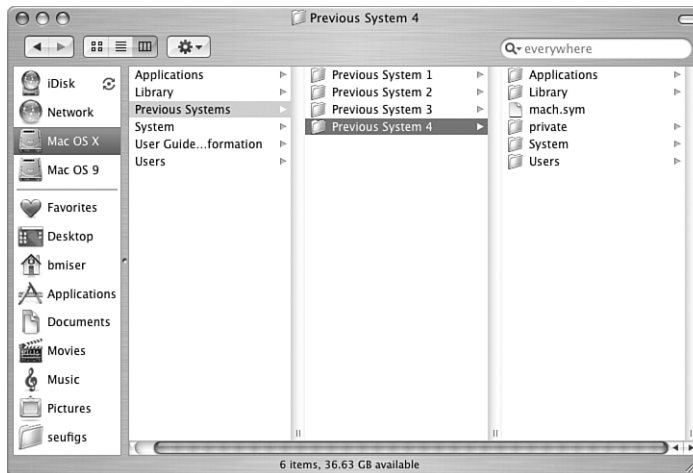 Previous System 4
everywhere
iDisk
Network
Mac OS X
Mac OS 9
Favorites
Desktop
bmiser
Applications
Documents
Movies
Music
Pictures
seufigs
Applications
Library
Previous Systems
System
User Guide...formation
Users
Previous System 1
Previous System 2
Previous System 3
Previous System 4
Applications
Library
mach.sym
private
System
Users
6 items, 36.63 GB available